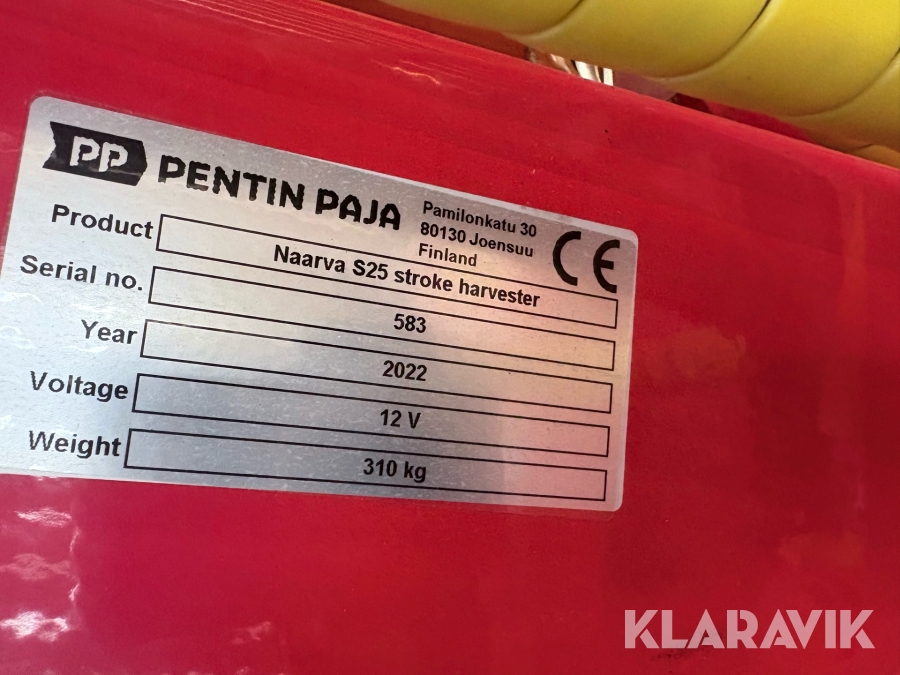 PP PENTIN PAJA
Pamilonkatu 30
80130 Joensuu
Finland
CE
Product Naarva S25 stroke harvester
Serial no. 583
Year 2022
Voltage 12 V
Weight 310 kg
KLARAVIK